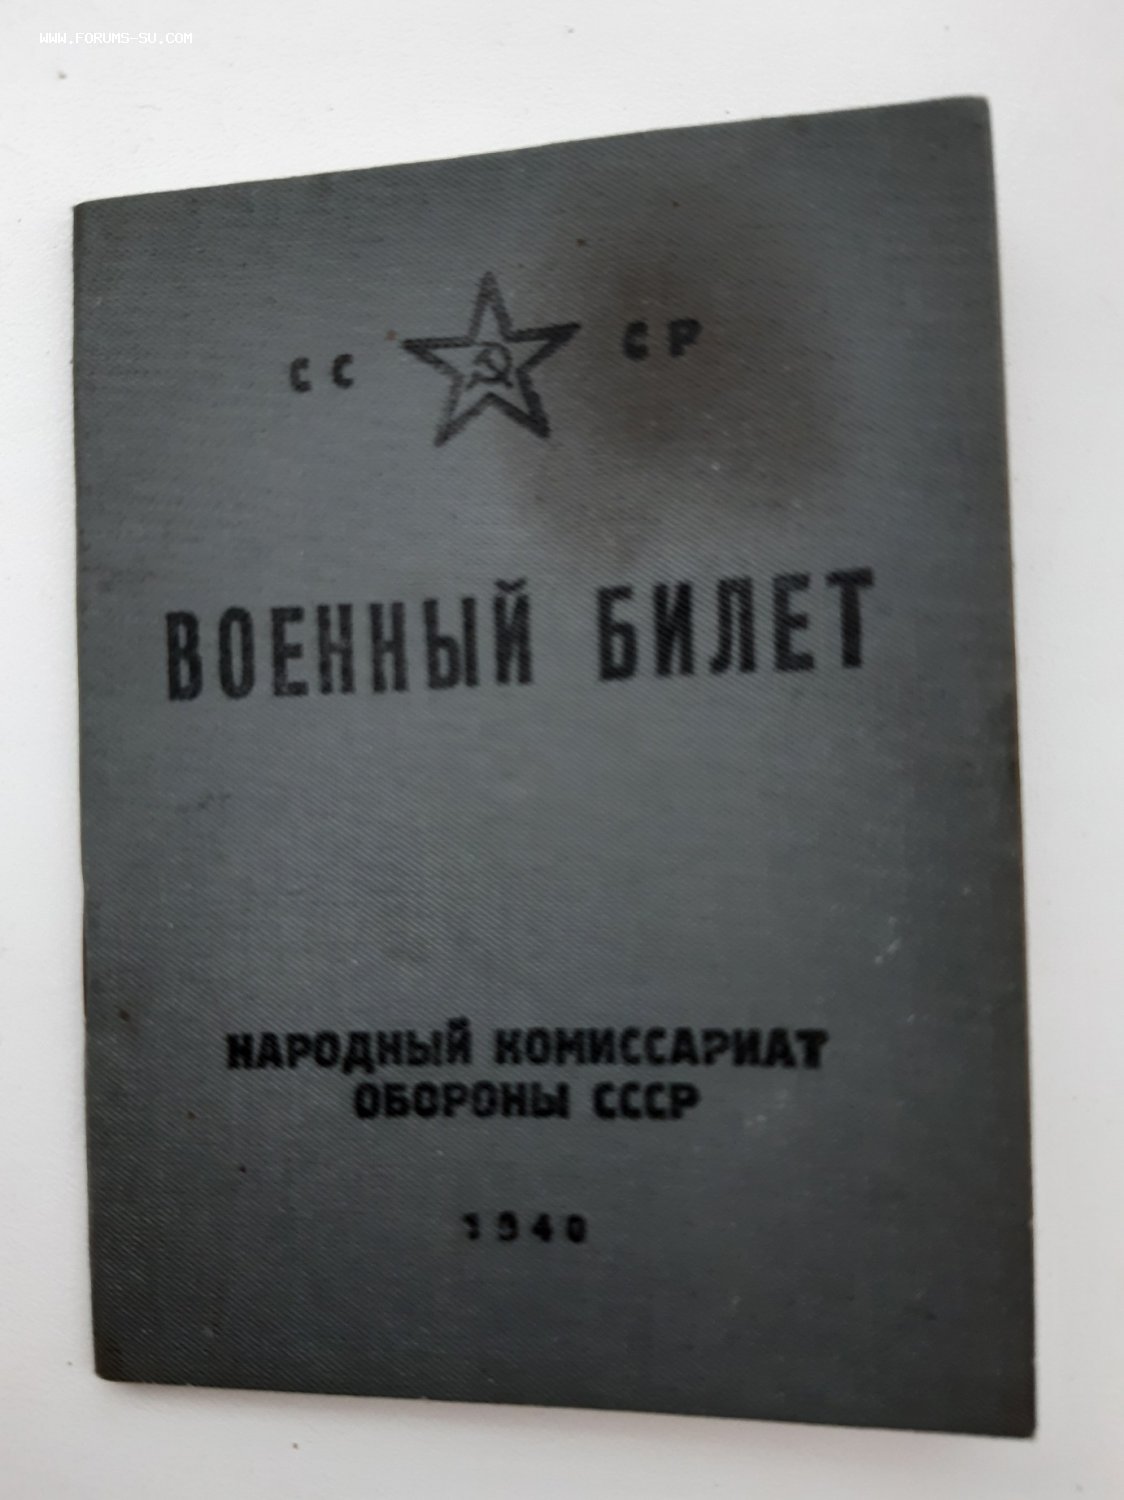 WWW.FORUMS-SU.COM
СС СР
ВОЕННЫЙ БИЛЕТ
НАРОДНЫЙ КОМИССАРИАТ
ОБОРОНЫ СССР
1940